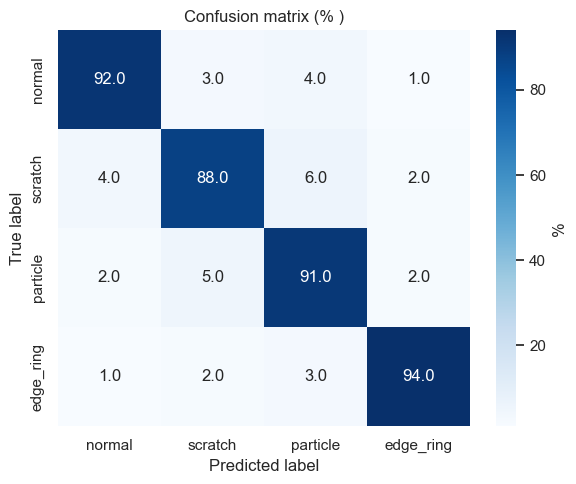 Confusion matrix (% )
normal 92.0 3.0 4.0 1.0
scratch 4.0 88.0 6.0 2.0
particle 2.0 5.0 91.0 2.0
edge_ring 1.0 2.0 3.0 94.0
normal scratch particle edge_ring
Predicted label
True label
80
60
40
20
%